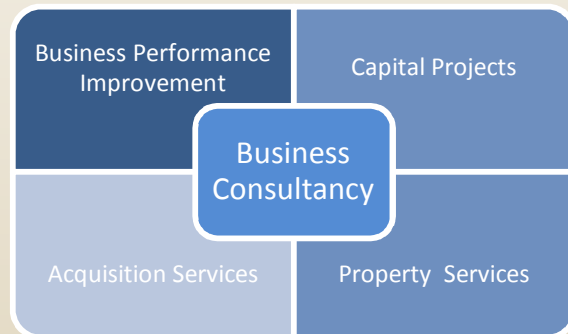 Business Performance
Improvement
Capital Projects
Business
Consultancy
Acquisition Services
Property Services